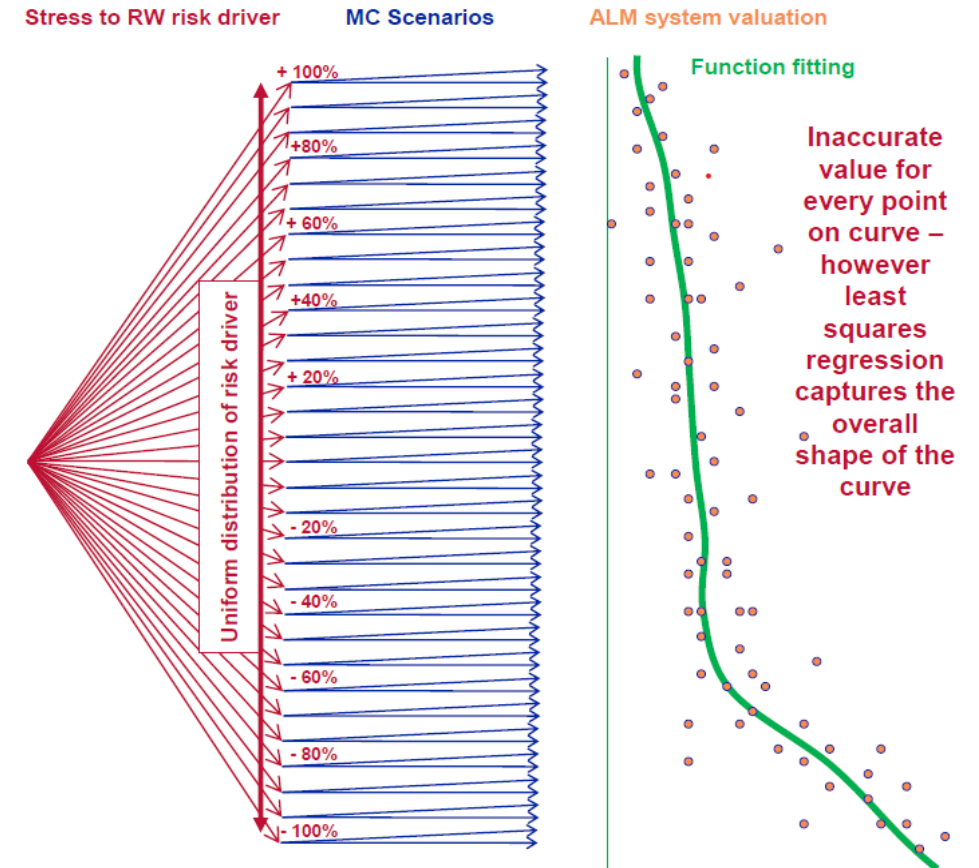 Stress to RW risk driver
MC Scenarios
ALM system valuation
Function fitting
+ 100%
+80%
+ 60%
+40%
+ 20%
- 20%
- 40%
- 60%
- 80%
- 100%
Uniform distribution of risk driver
Inaccurate
value for
every point
on curve –
however
least
squares
regression
captures the
overall
shape of the
curve